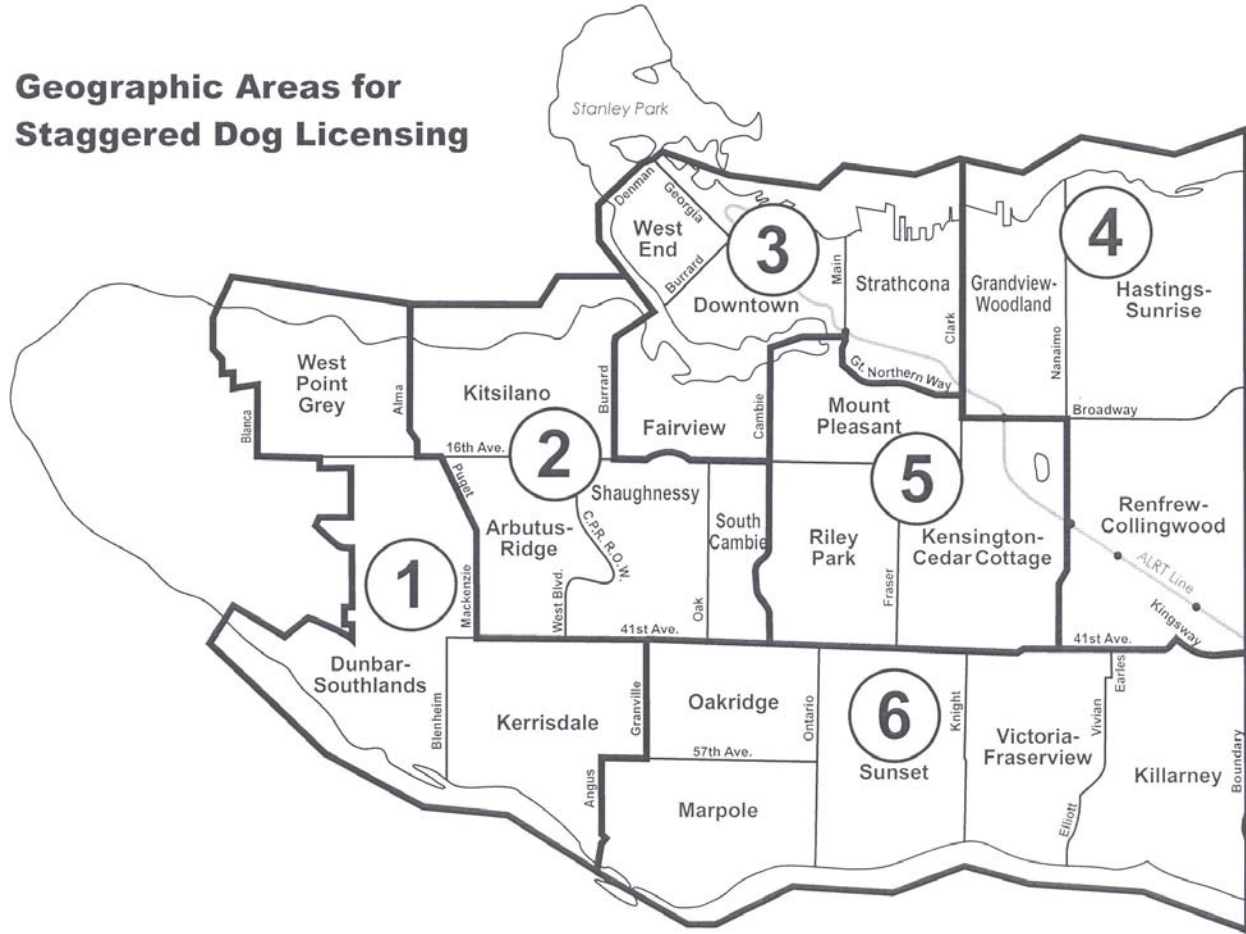 Geographic Areas for
Staggered Dog Licensing
Stanley Park
Denman
Georgia
West
End
Burrard
3
Downtown
Main
Strathcona
Clark
Grandview-
Woodland
Nanaimo
4
Hastings-
Sunrise
West
Point
Grey
Blanca
Alma
Kitsilano
Burrard
16th Ave.
2
Fairview
Cambie
Gt. Northern Way
Mount
Pleasant
Broadway
5
Puget
Shaughnessy
Arbutus-
Ridge
C.P.R. R.O.W.
South
Cambie
Riley
Park
Kensington-
Cedar Cottage
Renfrew-
Collingwood
ALRT Line
Kingsway
1
Mackenzie
West Blvd.
41st Ave.
Oak
Fraser
41st Ave.
Dunbar-
Southlands
Blenheim
Kerrisdale
Granville
Angus
Oakridge
57th Ave.
Ontario
Marpole
6
Sunset
Knight
Victoria-
Fraserview
Earles
Vivian
Elliott
Killarney
Boundary